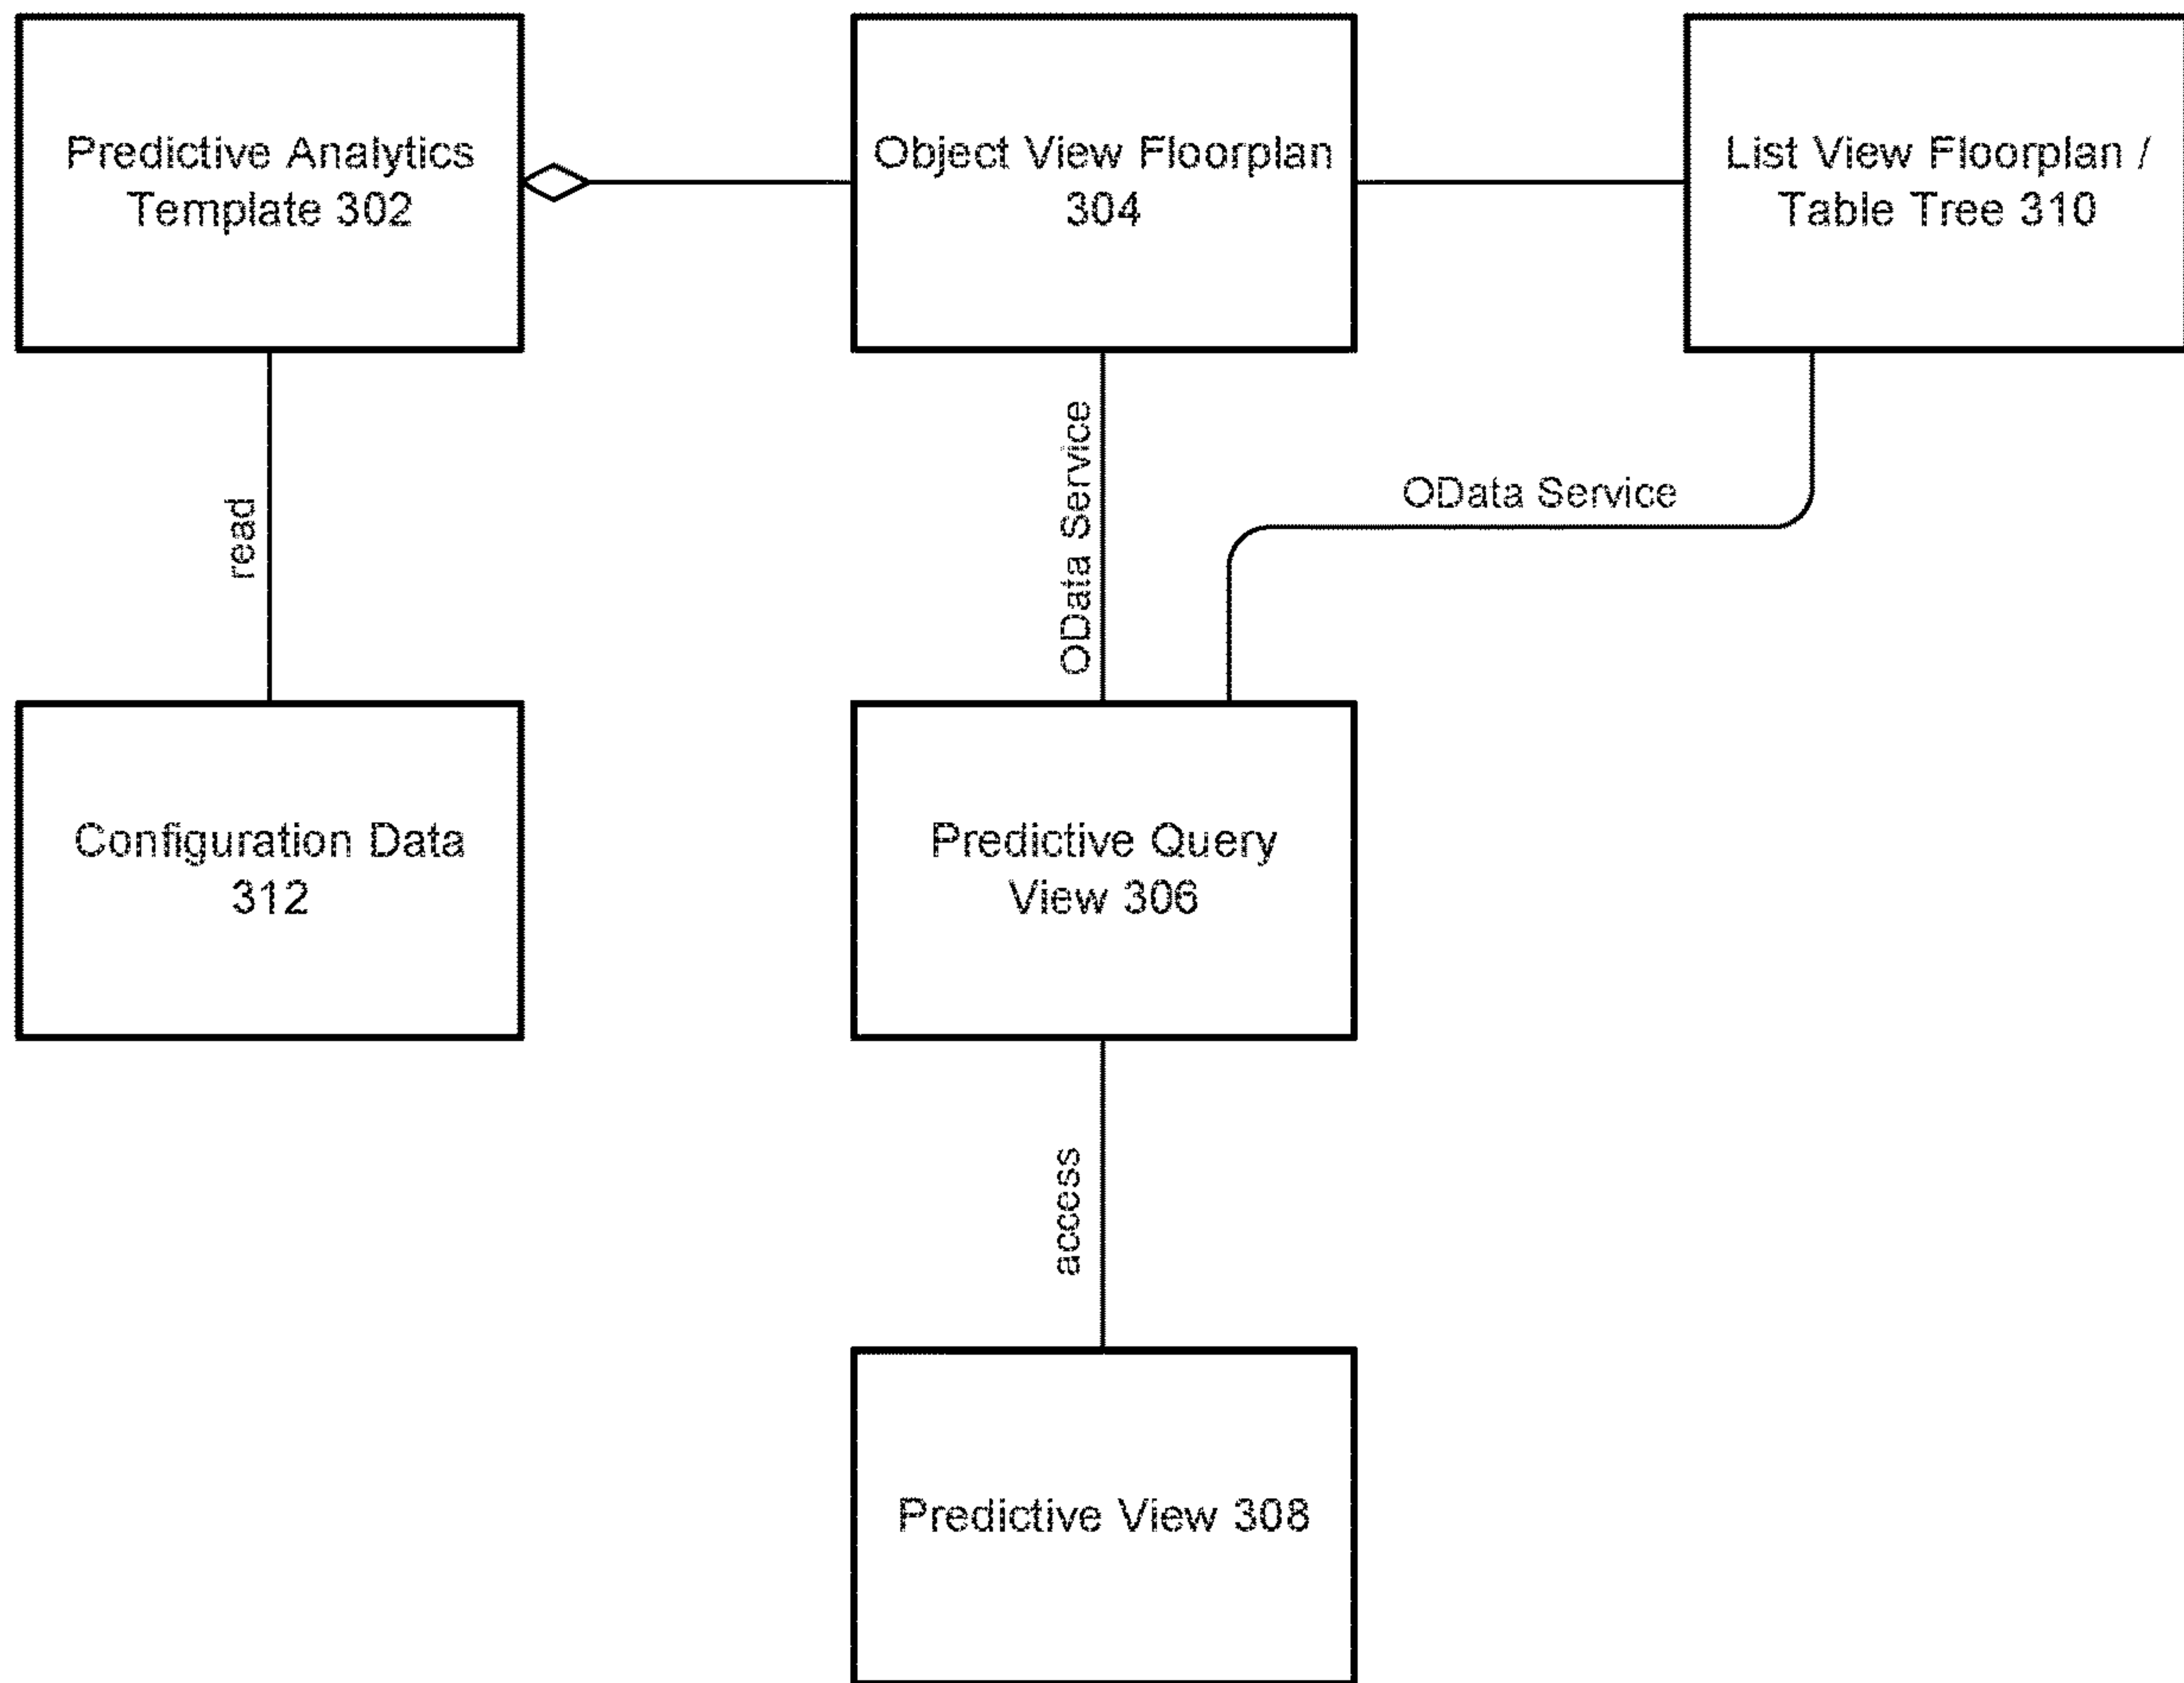 Predictive Analytics
Template 302
Object View Floorplan
304
List View Floorplan /
Table Tree 310
read
OData Service
OData Service
Configuration Data
312
Predictive Query
View 306
access
Predictive View 308